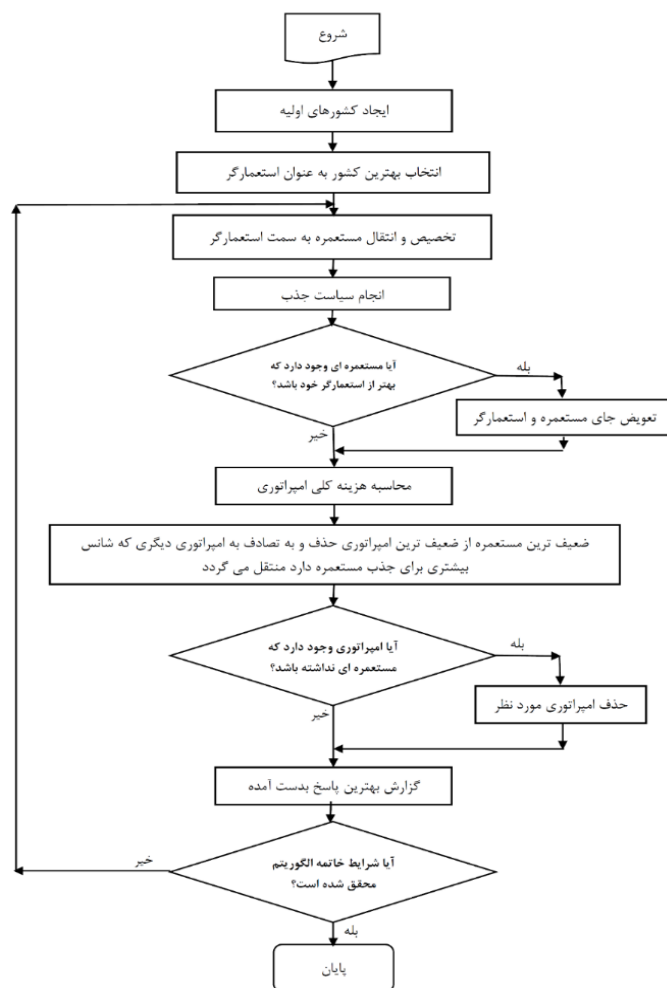 شروع
ایجاد کشورهای اولیه
انتخاب بهترین کشور به عنوان استعمارگر
تخصیص و انتقال مستعمره به سمت استعمارگر
انجام سیاست جذب
آیا مستعمره ای وجود دارد که
بهتر از استعمارگر خود باشد؟
بله
تعویض جای مستعمره و استعمارگر
خیر
محاسبه هزینه کلی امپراتوری
ضعیف ترین مستعمره از ضعیف ترین امپراتوری حذف و به تصادف به امپراتوری دیگری که شانس
بیشتری برای جذب مستعمره دارد منتقل می گردد
آیا امپراتوری وجود دارد که
مستعمره ای نداشته باشد؟
بله
حذف امپراتوری مورد نظر
خیر
گزارش بهترین پاسخ بدست آمده
آیا شرایط خاتمه الگوریتم
محقق شده است؟
خیر
بله
پایان